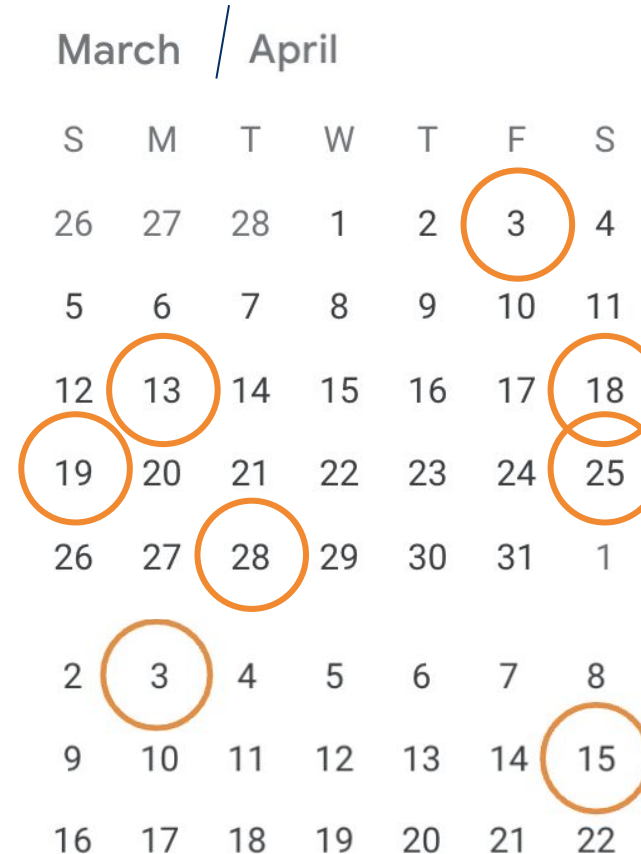 March / April
S M T W T F S
26 27 28 1 2 3 4
5 6 7 8 9 10 11
12 13 14 15 16 17 18
19 20 21 22 23 24 25
26 27 28 29 30 31 1
2 3 4 5 6 7 8
9 10 11 12 13 14 15
16 17 18 19 20 21 22